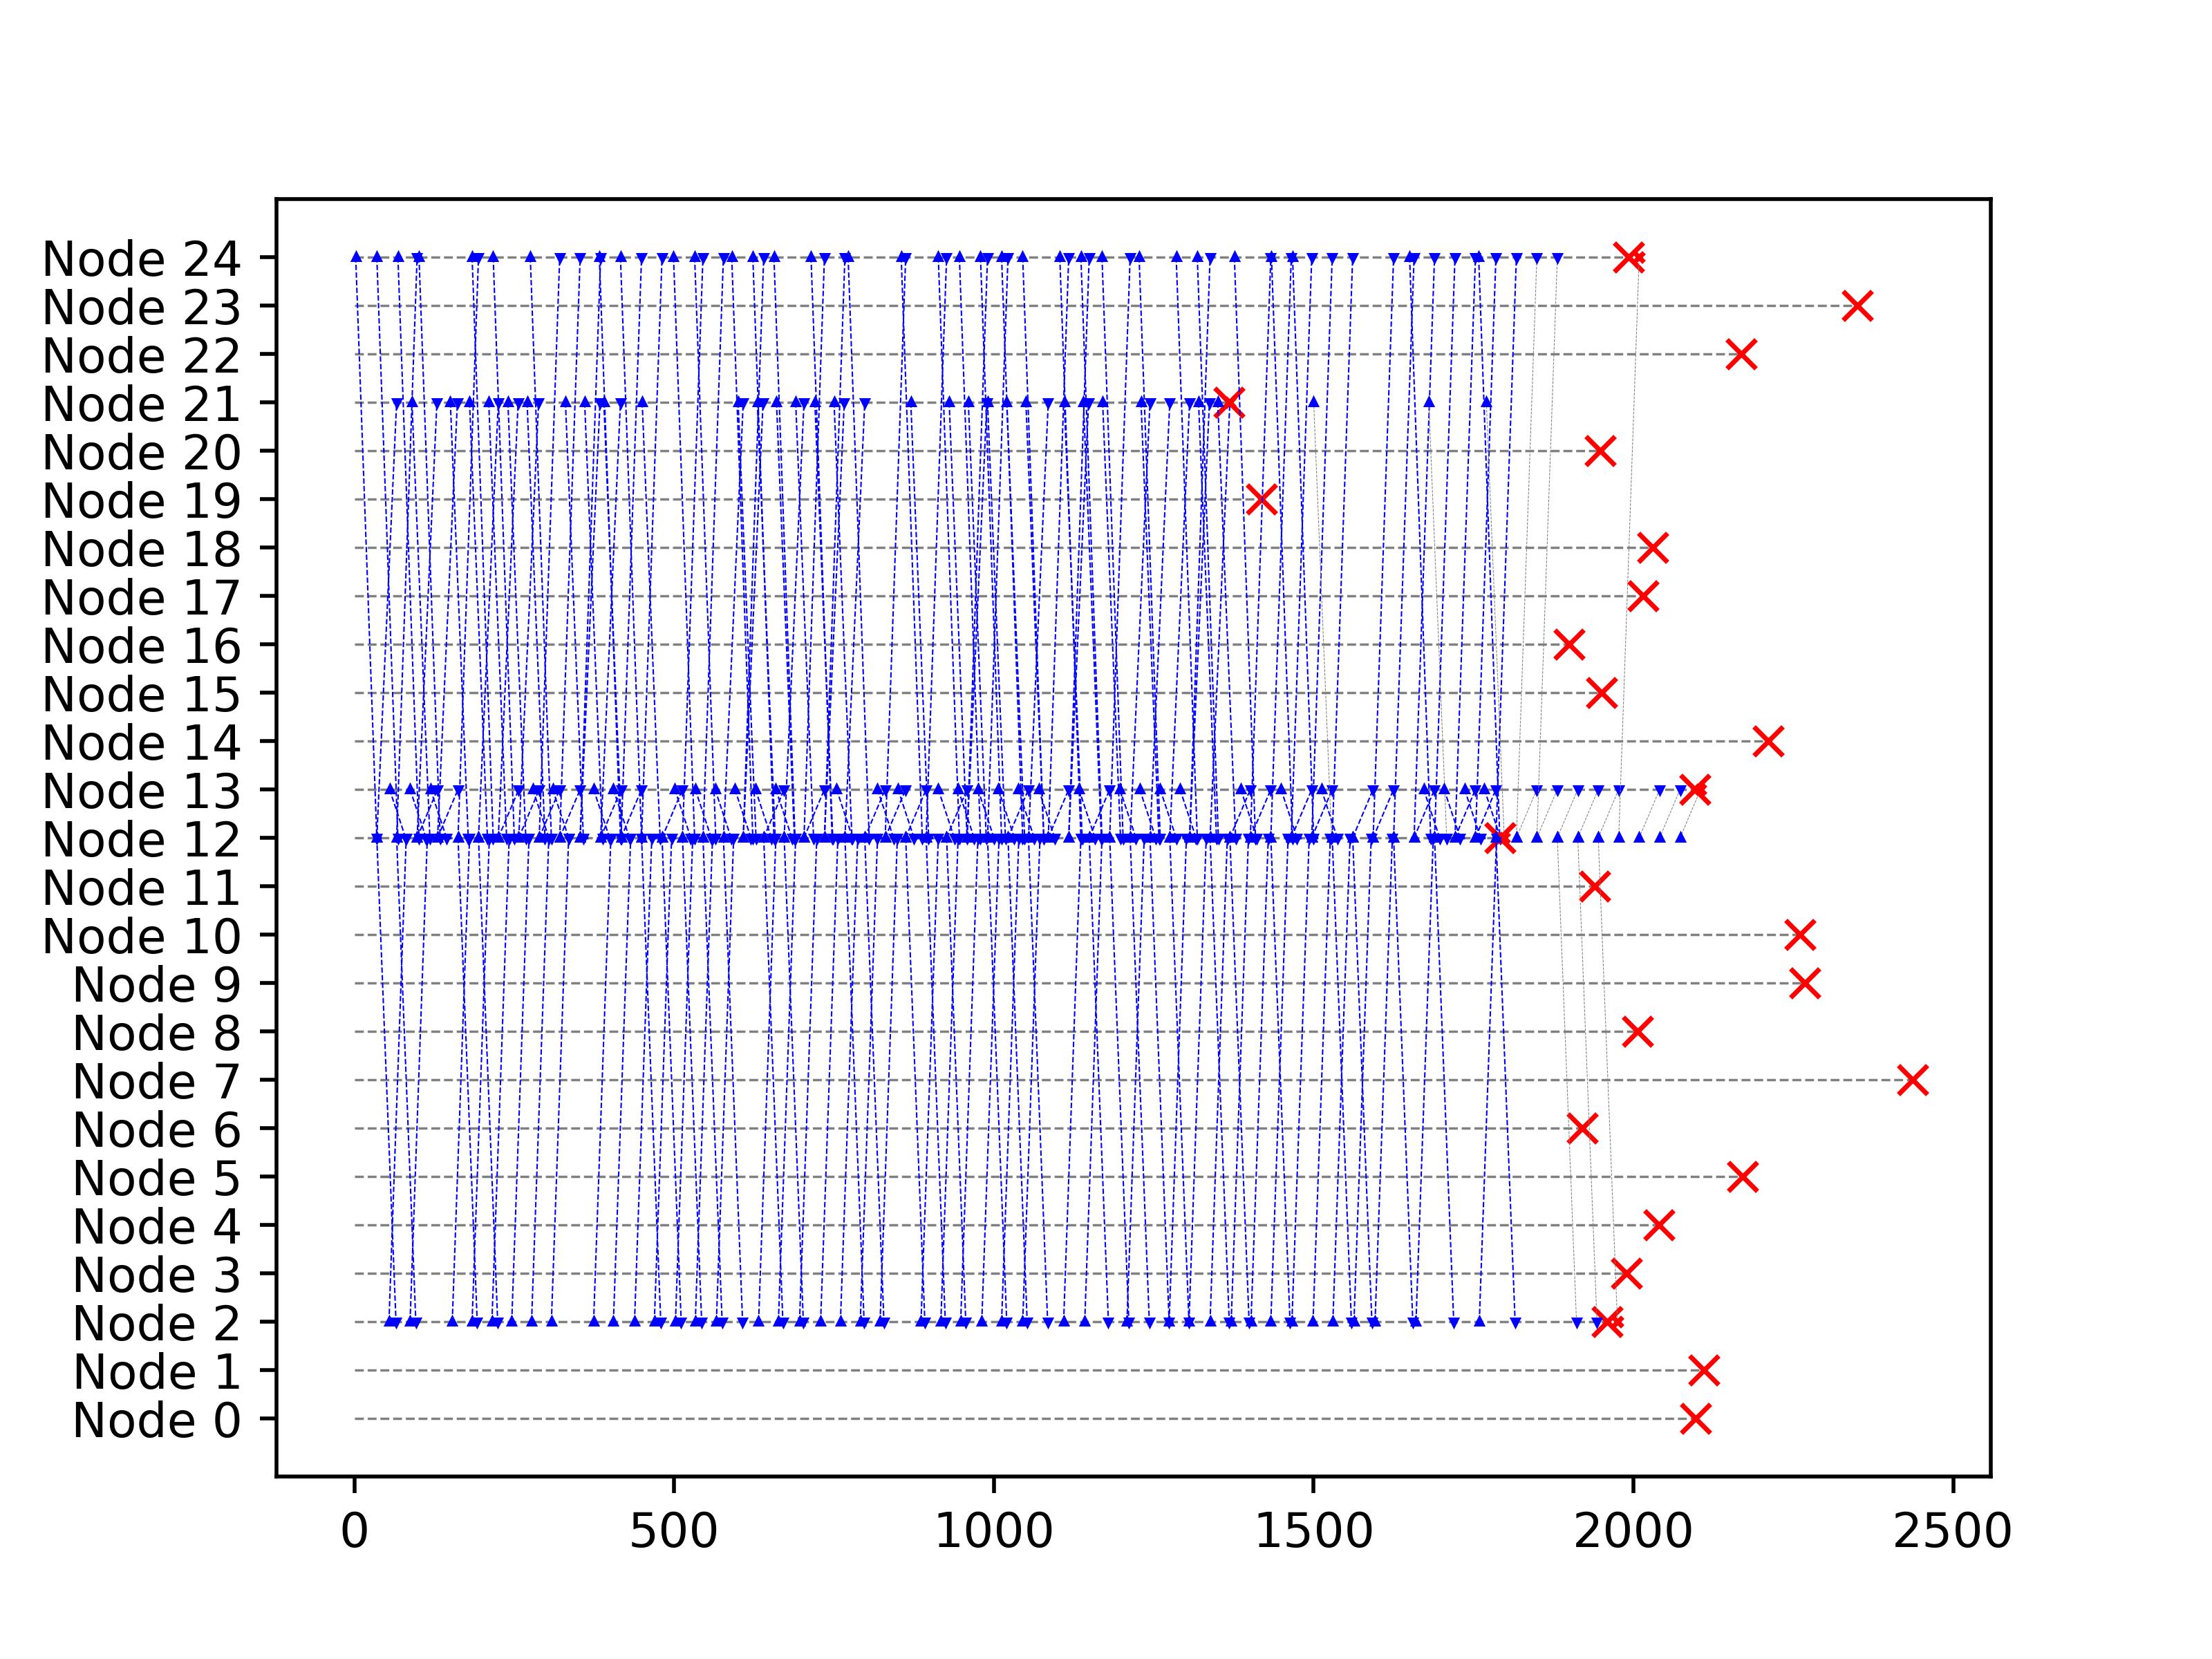 Node 24
Node 23
Node 22
Node 21
Node 20
Node 19
Node 18
Node 17
Node 16
Node 15
Node 14
Node 13
Node 12
Node 11
Node 10
Node 9
Node 8
Node 7
Node 6
Node 5
Node 4
Node 3
Node 2
Node 1
Node 0
0 500 1000 1500 2000 2500